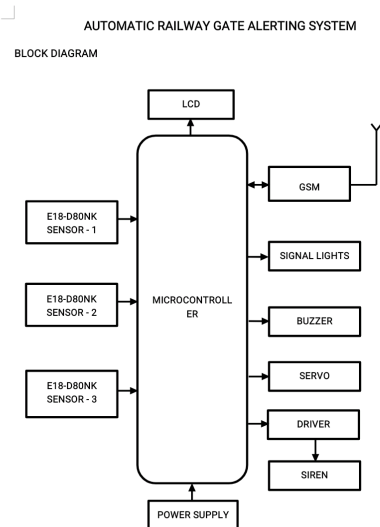 AUTOMATIC RAILWAY GATE ALERTING SYSTEM
BLOCK DIAGRAM
LCD
GSM
E18-D80NK
SENSOR - 1
SIGNAL LIGHTS
E18-D80NK
SENSOR - 2
MICROCONTROLL
ER
BUZZER
SERVO
E18-D80NK
SENSOR - 3
DRIVER
SIREN
POWER SUPPLY